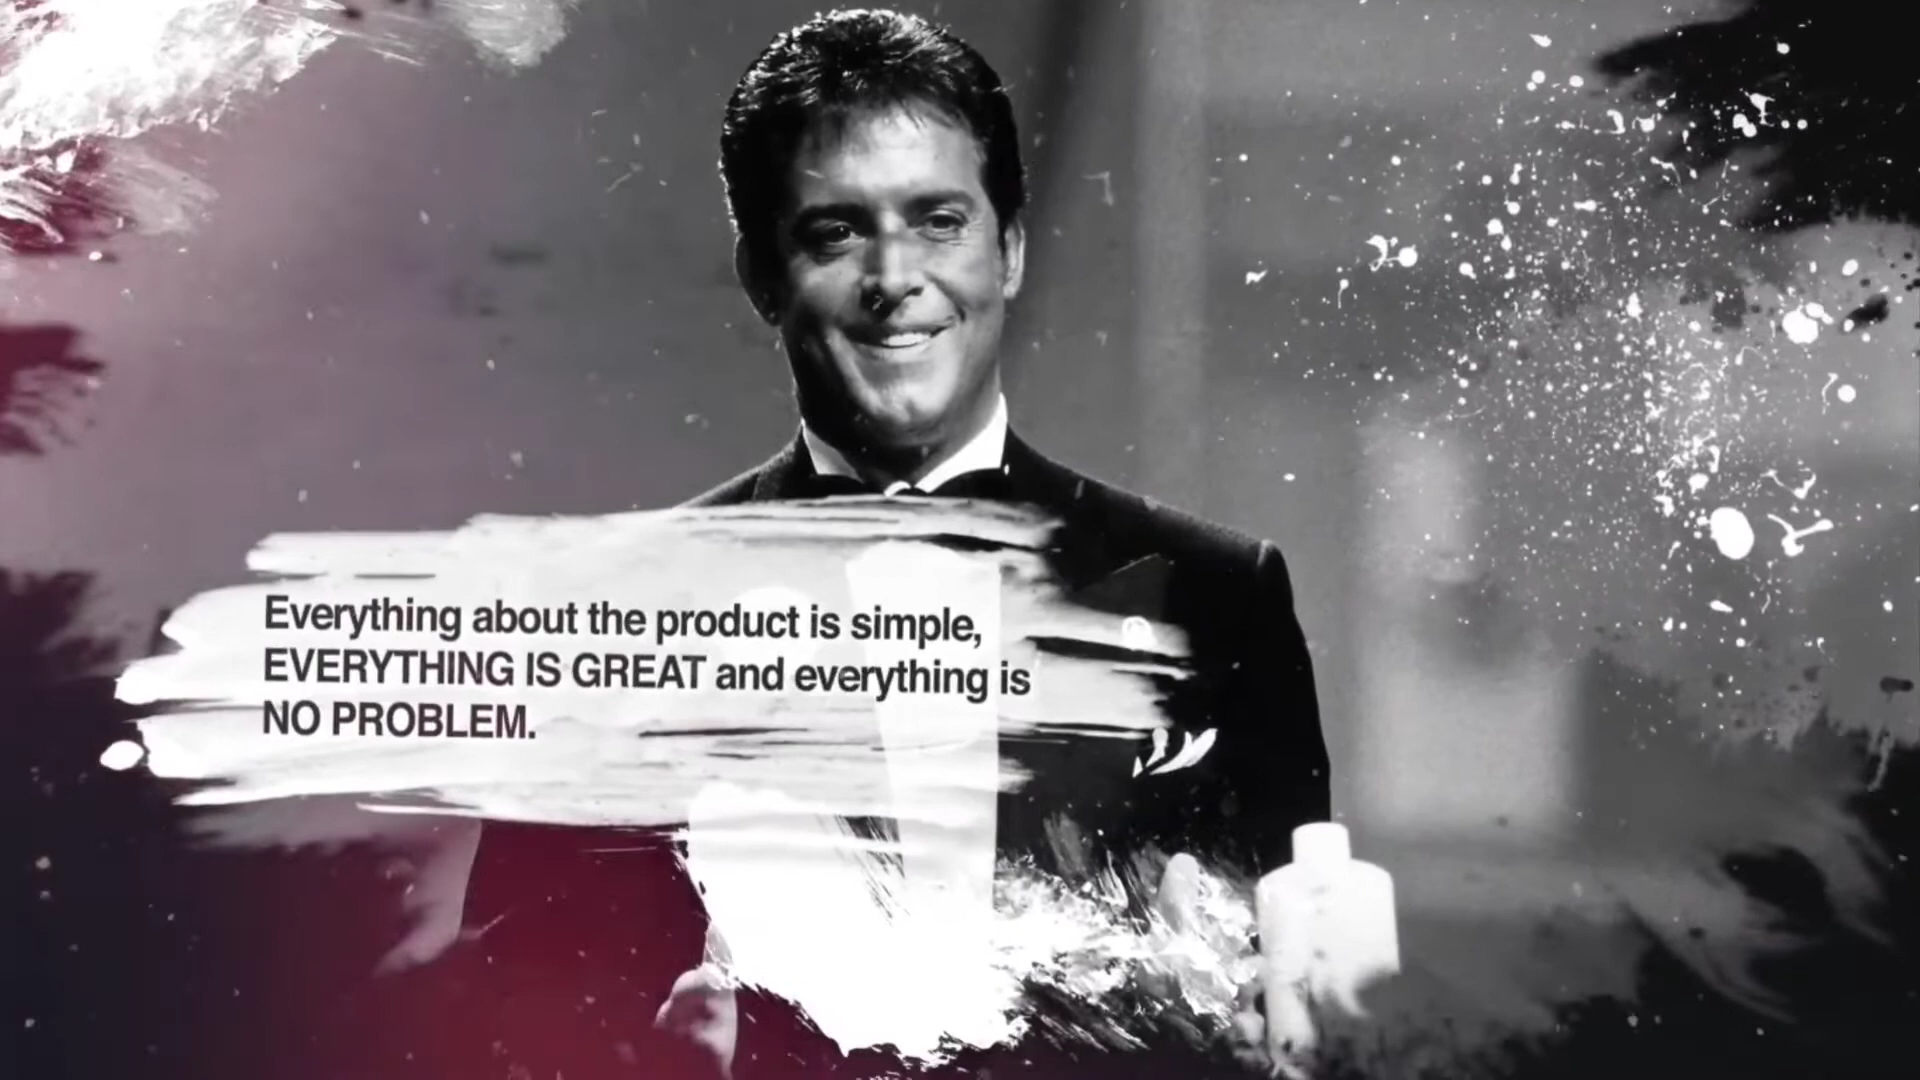 Everything about the product is simple,
EVERYTHING IS GREAT and everything is
NO PROBLEM.